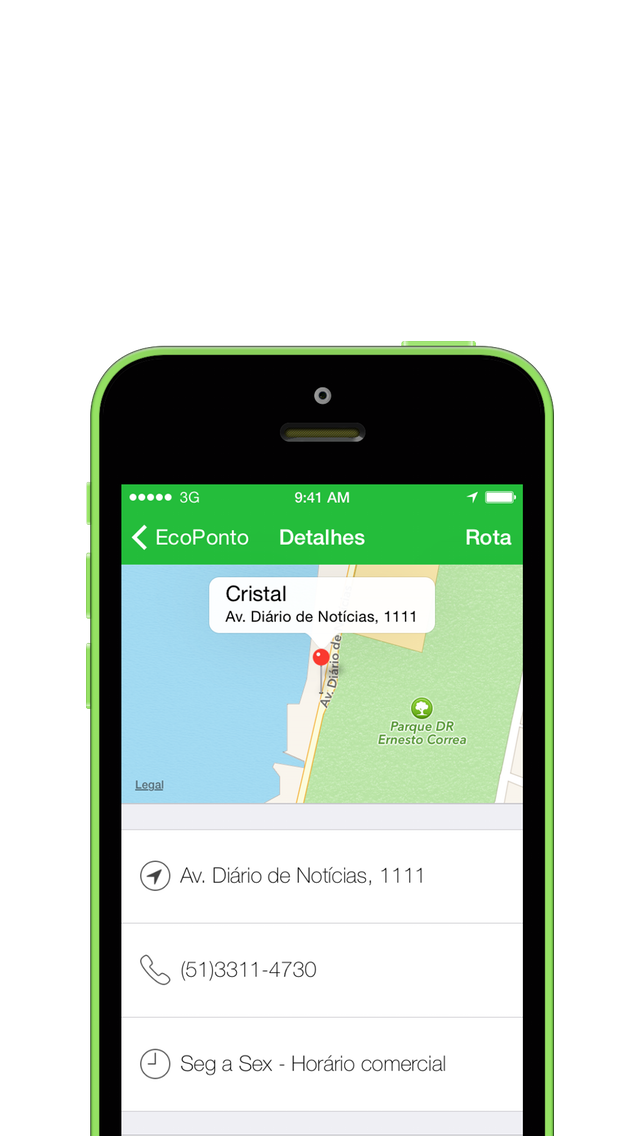 3G 9:41 AM
EcoPonto Detalhes Rota
Cristal
Av. Diário de Notícias, 1111
Av. Diário de
Parque DR
Ernesto Correa
Legal
Av. Diário de Notícias, 1111
(51)3311-4730
Seg a Sex - Horário comercial